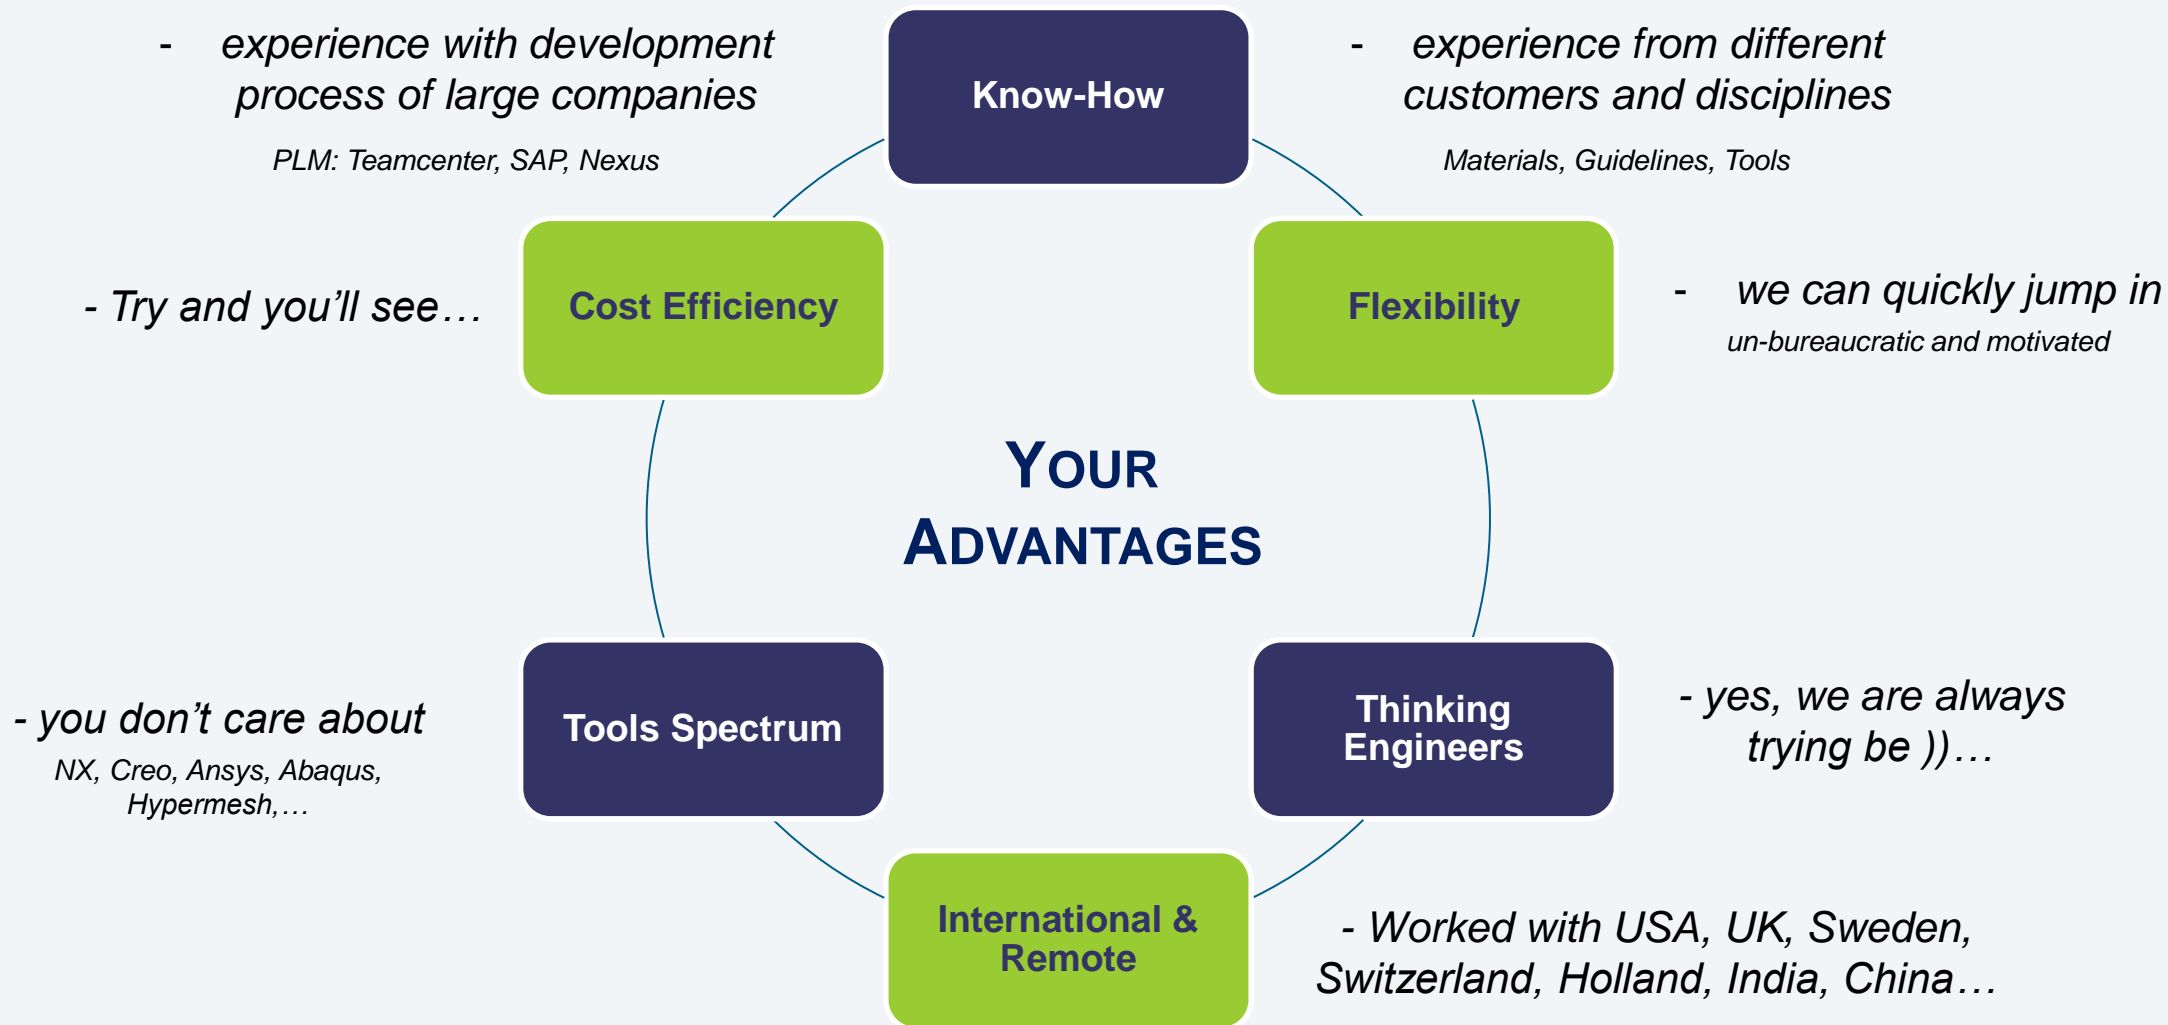 - experience with development
process of large companies
PLM: Teamcenter, SAP, Nexus
Know-How
- experience from different
customers and disciplines
Materials, Guidelines, Tools
- Try and you’ll see…
Cost Efficiency
Flexibility
- we can quickly jump in
un-bureaucratic and motivated
YOUR
ADVANTAGES
- you don’t care about
NX, Creo, Ansys, Abaqus,
Hypermesh,…
Tools Spectrum
Thinking
Engineers
- yes, we are always
trying be ))…
International &
Remote
- Worked with USA, UK, Sweden,
Switzerland, Holland, India, China…